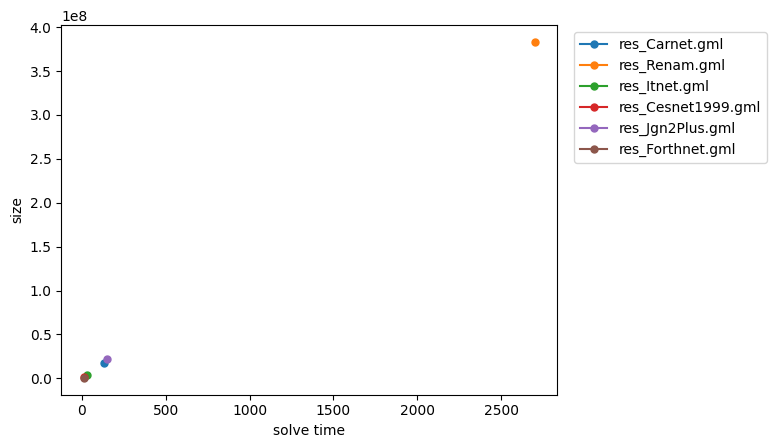 1e8
4.0
3.5
3.0
2.5
2.0
1.5
1.0
0.5
0.0
size
0
500
1000
1500
2000
2500
solve time
res_Carnet.gml
res_Renam.gml
res_Itnet.gml
res_Cesnet1999.gml
res_Jgn2Plus.gml
res_Forthnet.gml